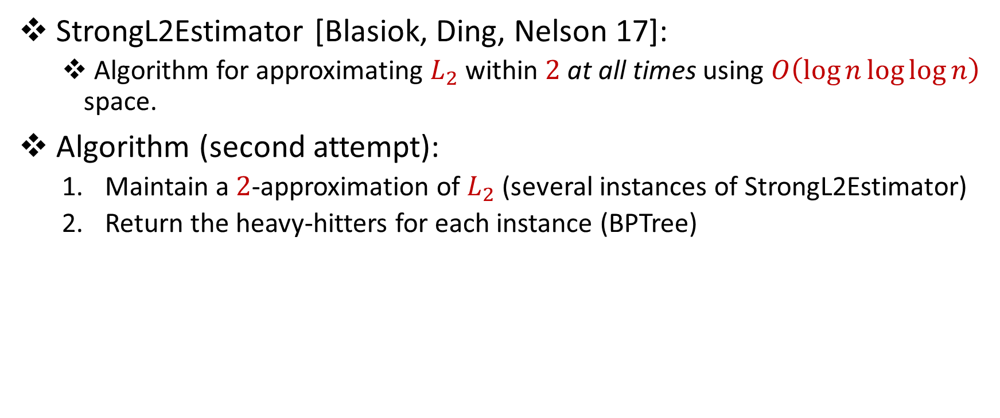 ❖ StrongL2Estimator [Blasiok, Ding, Nelson 17]:
❖ Algorithm for approximating L₂ within 2 at all times using O(log n log log n)
space.
❖ Algorithm (second attempt):
1. Maintain a 2-approximation of L₂ (several instances of StrongL2Estimator)
2. Return the heavy-hitters for each instance (BPTree)